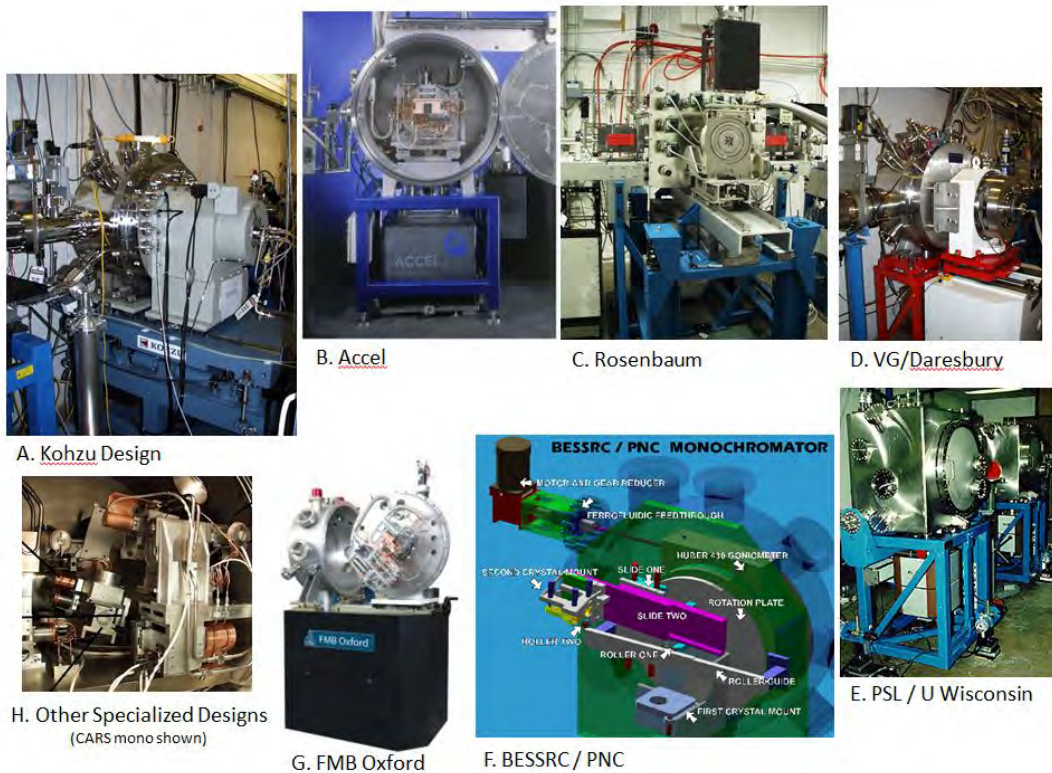 B. Accel
C. Rosenbaum
D. VG/Daresbury
A. Kohzu Design
KOHZU
ACCEL
BESSRC / PNC MONOCHROMATOR
MOTOR AND GEAR REDUCER
FERROFLUIDIC FEEDTHROUGH
HUBER 430 GONIOMETER
SECOND CRYSTAL MOUNT
SLIDE ONE
ROTATION PLATE
SLIDE TWO
ROLLER TWO
ROLLER ONE
ROLLER GUIDE
FIRST CRYSTAL MOUNT
E. PSL / U Wisconsin
H. Other Specialized Designs
(CARS mono shown)
FMB Oxford
G. FMB Oxford
F. BESSRC / PNC